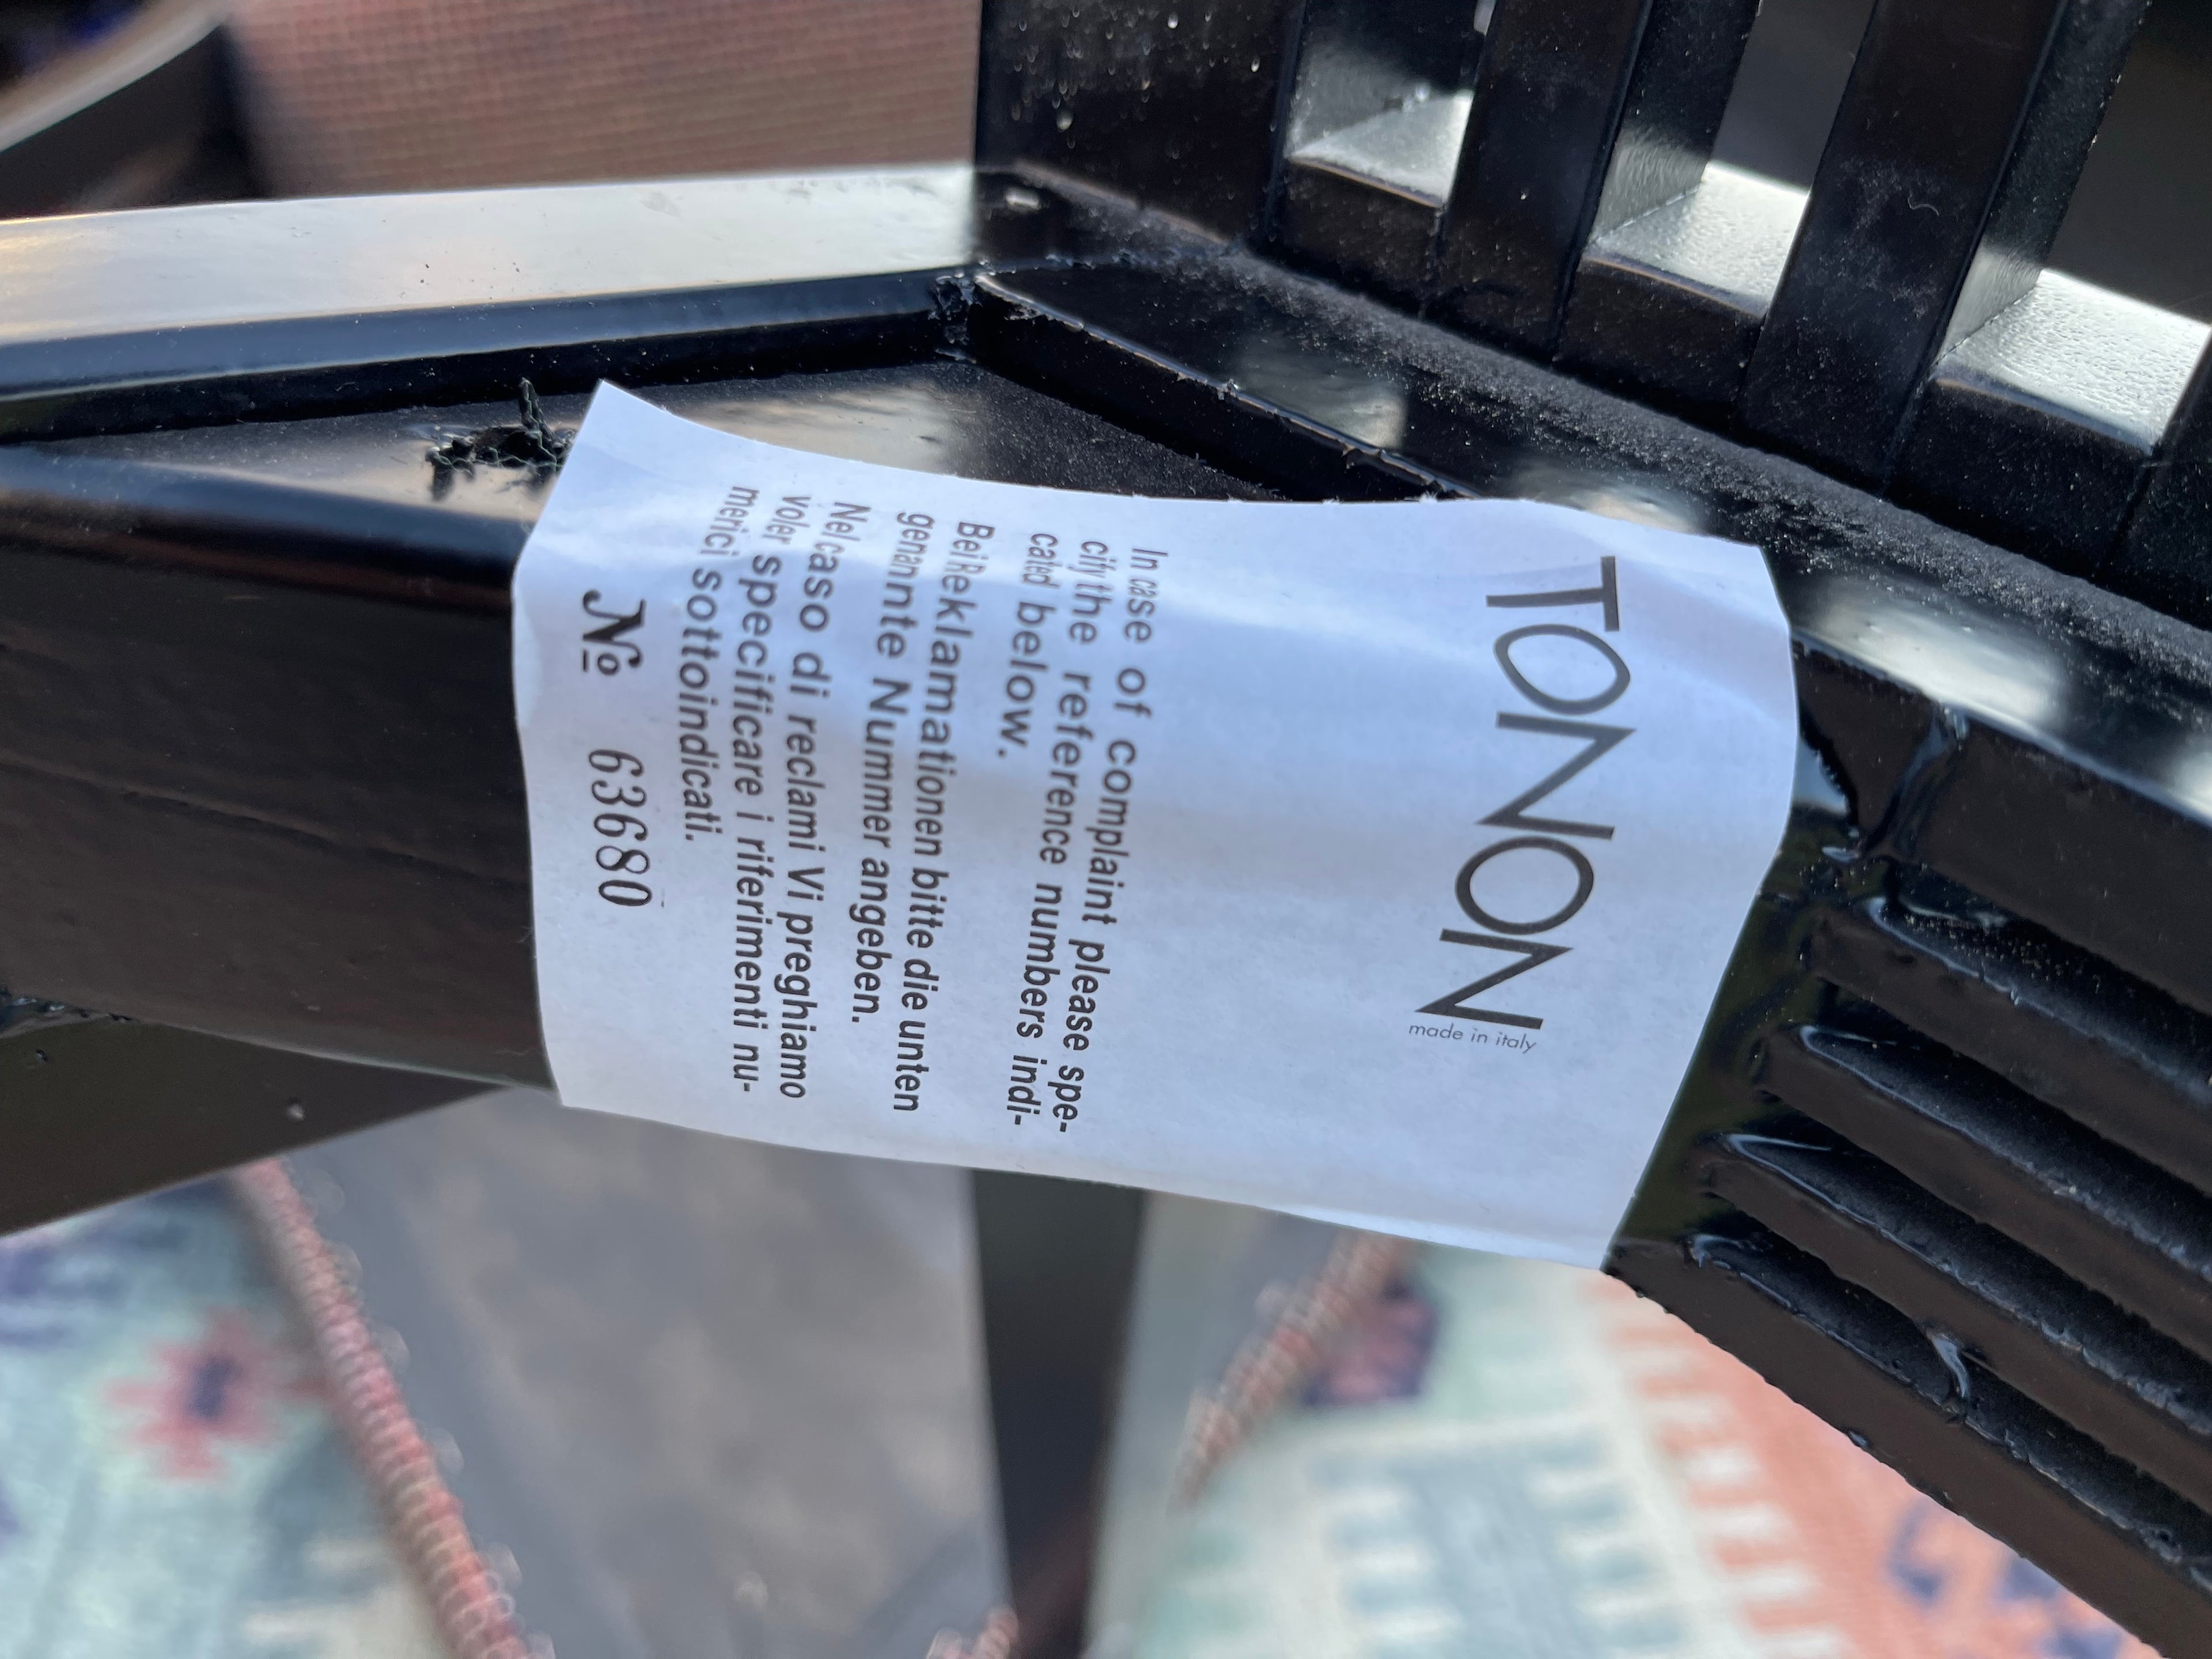 TONON
made in italy
In case of complaint please spe-
city the reference numbers indi-
cated below.
Bei Reklamationen bitte die unten
genannte Nummer angeben.
Nel caso di reclami Vi preghiamo
voler specificare i riferimenti nu-
merici sottoindicati.
№ 63680